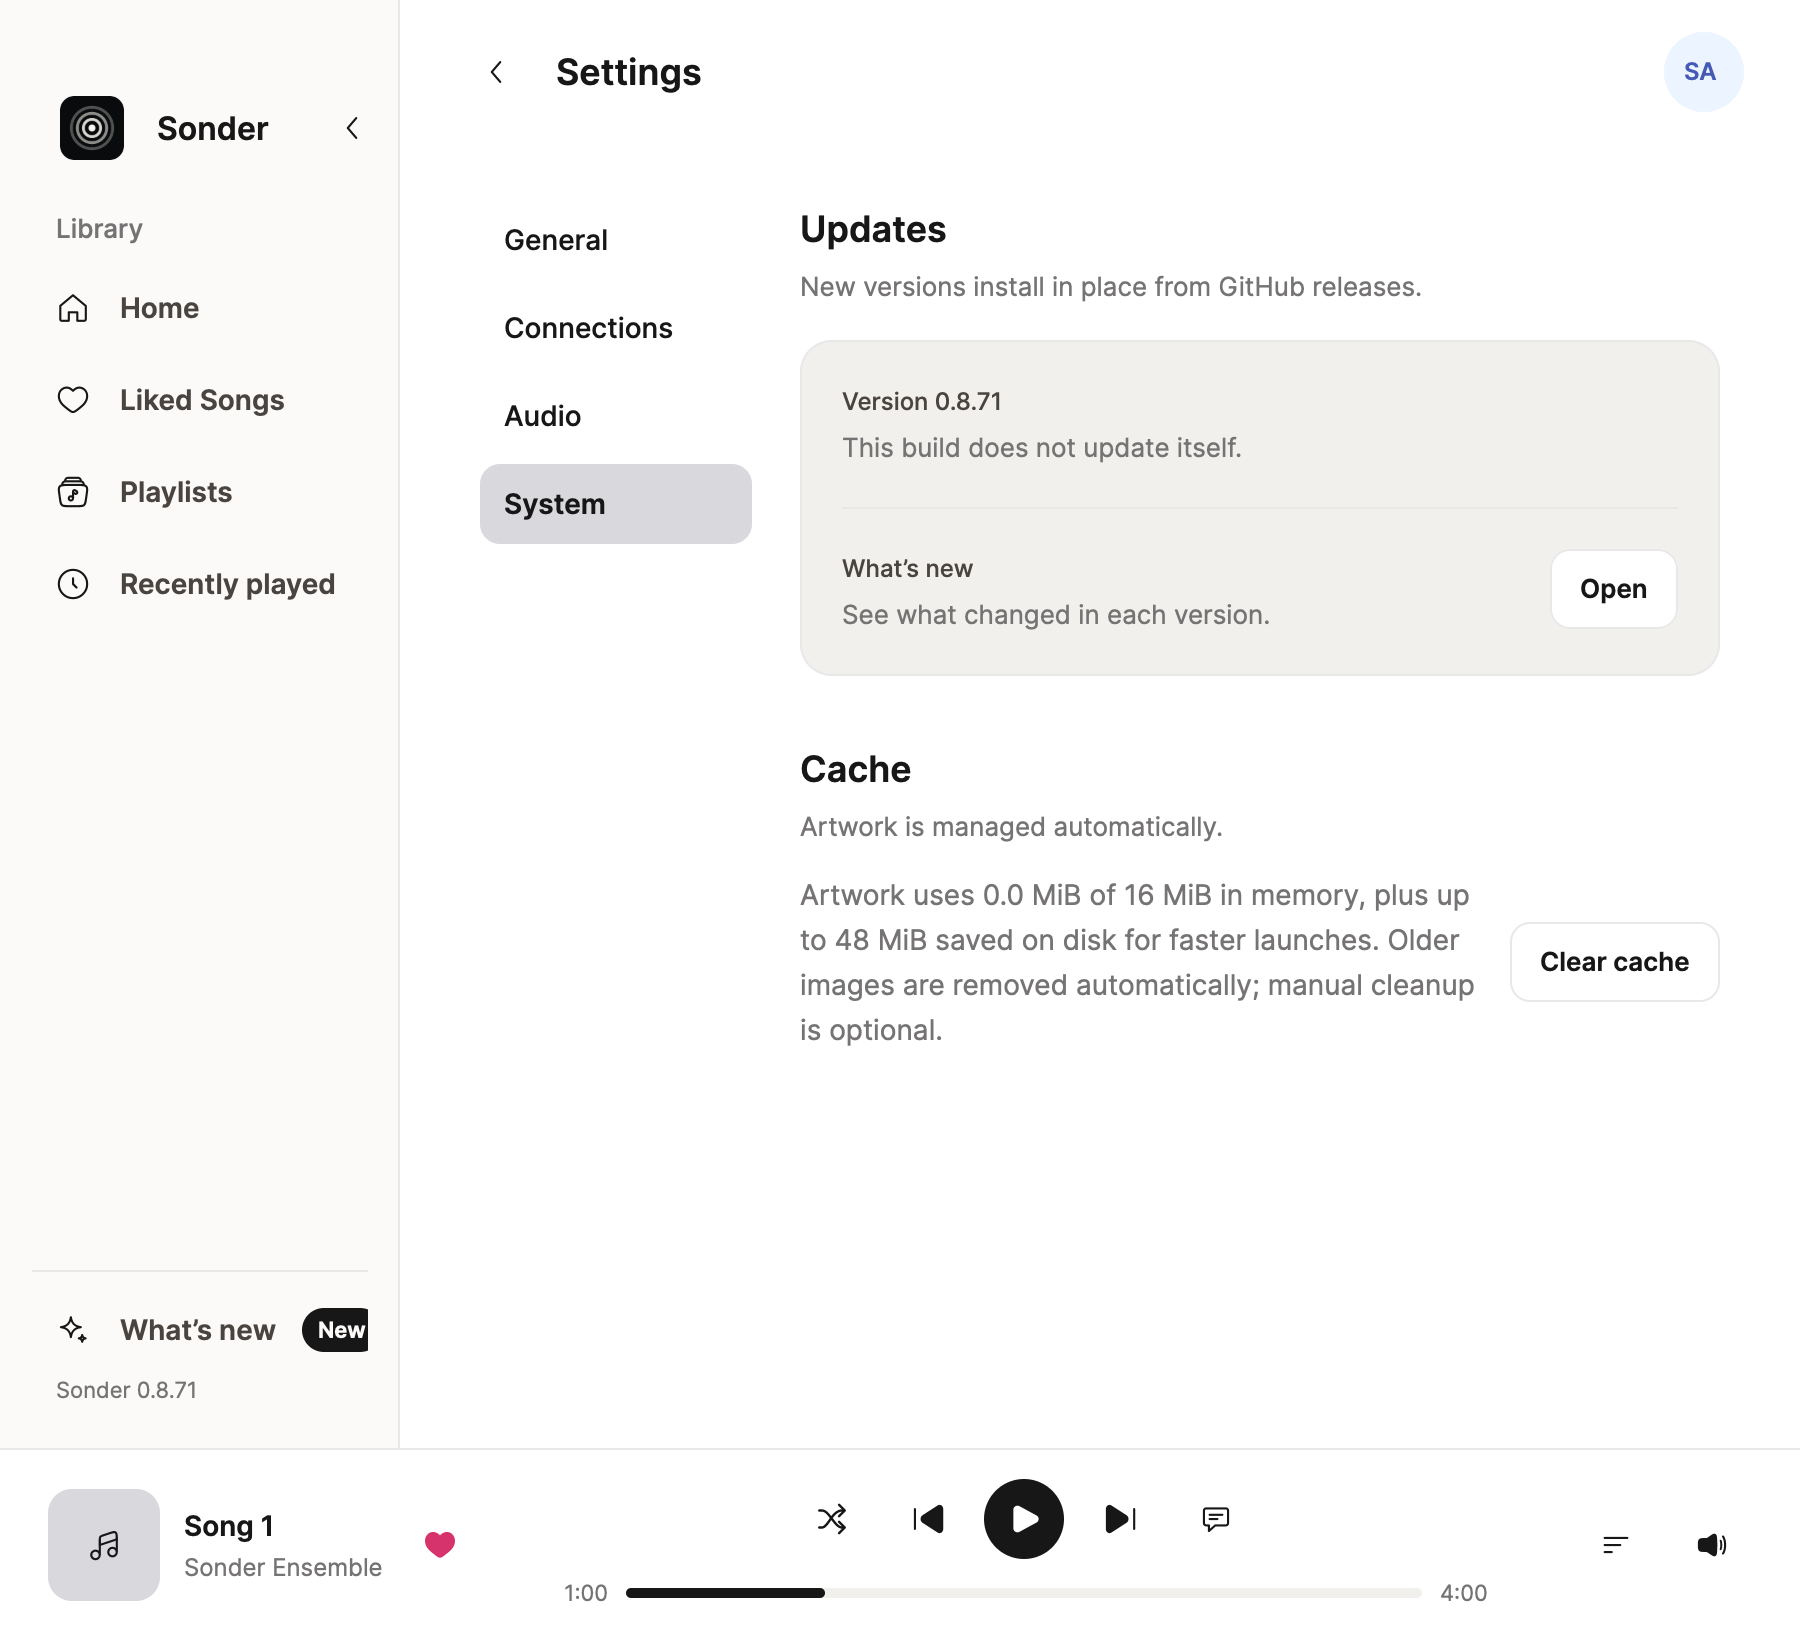 Sonder
Library
Home
Liked Songs
Playlists
Recently played
What’s new
New
Sonder 0.8.71
Settings
SA
General
Connections
Audio
System
Updates
New versions install in place from GitHub releases.
Version 0.8.71
This build does not update itself.
What’s new
See what changed in each version.
Open
Cache
Artwork is managed automatically.
Artwork uses 0.0 MiB of 16 MiB in memory, plus up
to 48 MiB saved on disk for faster launches. Older
images are removed automatically; manual cleanup
is optional.
Clear cache
Song 1
Sonder Ensemble
1:00
4:00